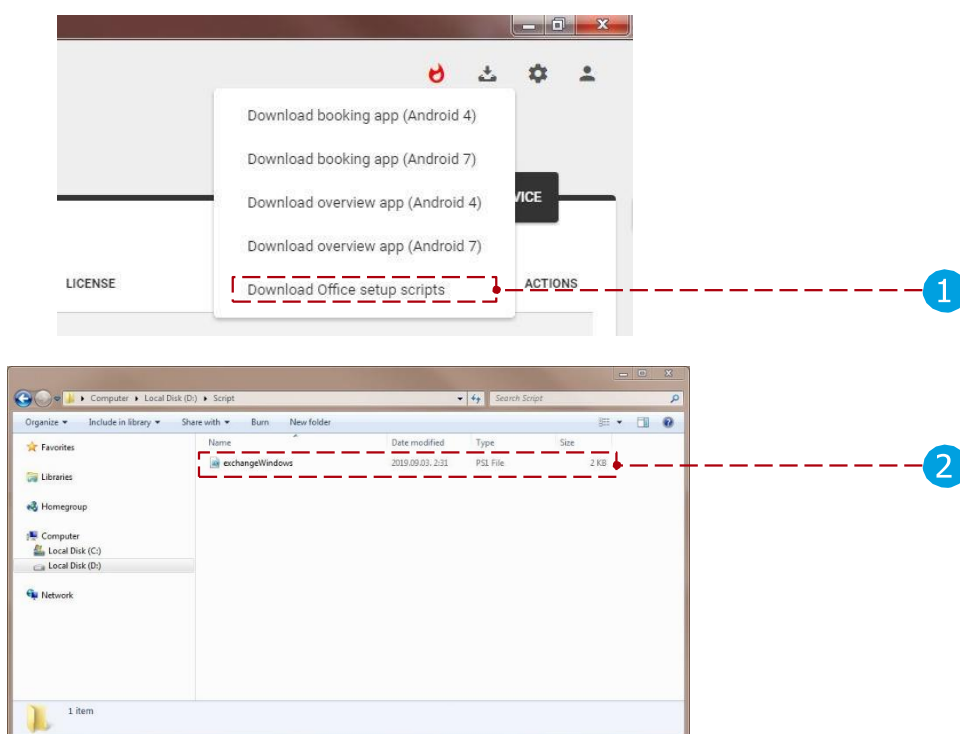 Download booking app (Android 4)
Download booking app (Android 7)
VICE
Download overview app (Android 4)
Download overview app (Android 7)
LICENSE
Download Office setup scripts
ACTIONS
1
Computer Local Disk (D:) Script
Search Script
Organize Include in library Share with Burn New folder
Favorites
Name Date modified Type Size
exchangeWindows 2019.09.03. 2:31 PS1 File 2 KB
2
Libraries
Homegroup
Computer
Local Disk (C:)
Local Disk (D:)
Network
1 item